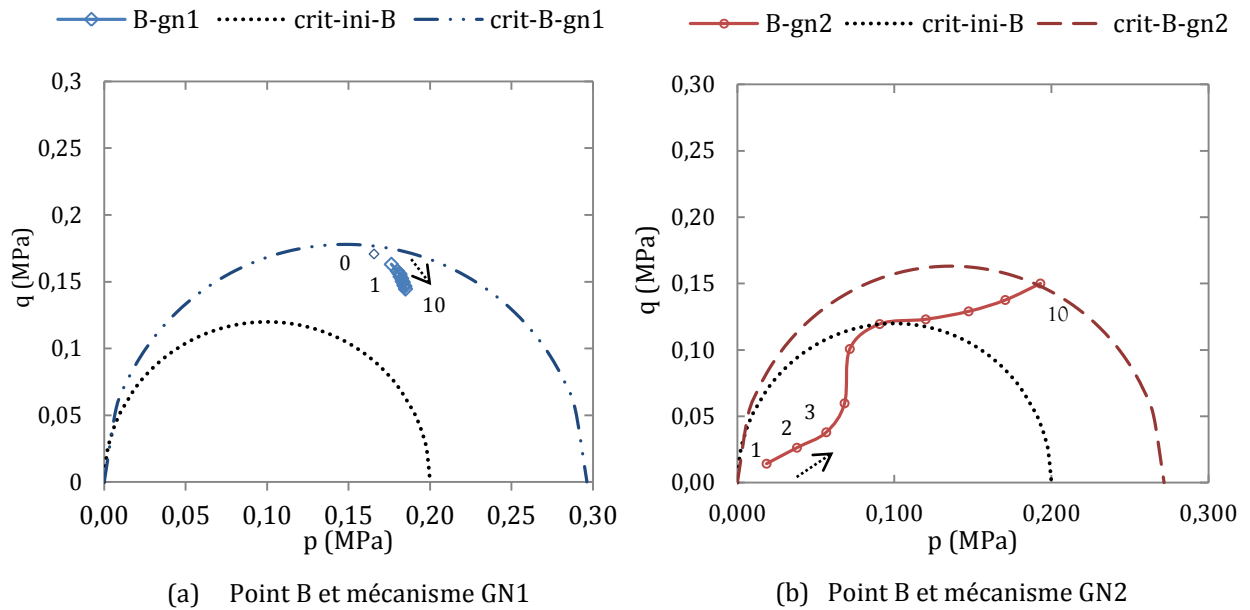 B-gn1 crit-ini-B crit-B-gn1
0,3
0,25
0,2
0,15
0,1
0,05
0
q (MPa)
0
1
10
0,00 0,05 0,10 0,15 0,20 0,25 0,30
p (MPa)
(a) Point B et mécanisme GN1
B-gn2 crit-ini-B crit-B-gn2
0,30
0,25
0,20
0,15
0,10
0,05
0,00
q (MPa)
1
2
3
10
0,000 0,100 0,200 0,300
p (MPa)
(b) Point B et mécanisme GN2